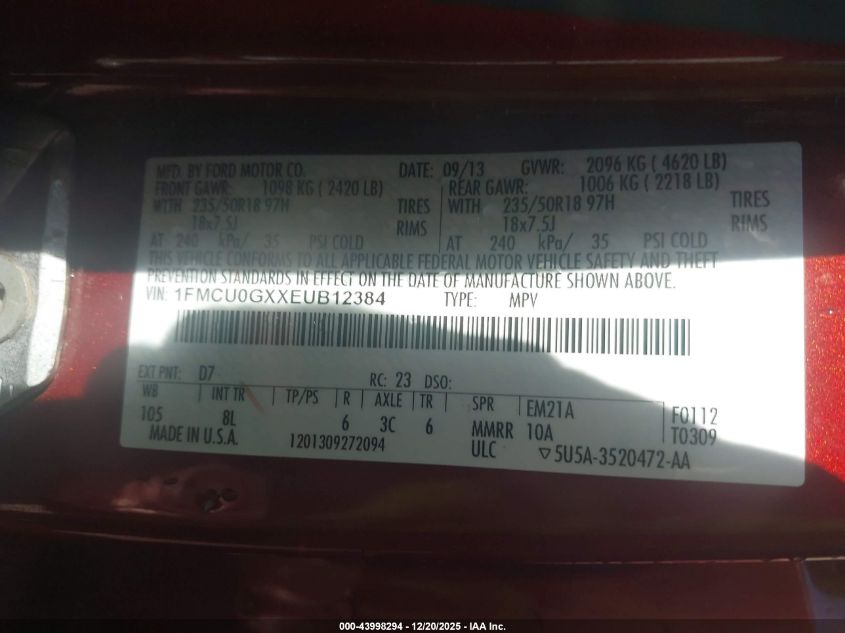 MFD. BY FORD MOTOR CO. DATE: 09/13 GVWR: 2096 KG ( 4620 LB)
FRONT GAWR: 1098 KG ( 2420 LB) REAR GAWR: 1006 KG ( 2218 LB)
WITH 235/50R18 97H TIRES WITH 235/50R18 97H TIRES
18x7.5J RIMS 18x7.5J RIMS
AT 240 kPa/ 35 PSI COLD AT 240 kPa/ 35 PSI COLD
THIS VEHICLE CONFORMS TO ALL APPLICABLE FEDERAL MOTOR VEHICLE SAFETY AND THEFT
PREVENTION STANDARDS IN EFFECT ON THE DATE OF MANUFACTURE SHOWN ABOVE.
VIN: 1FMCU0GXXEUB12384 TYPE: MPV
EXT PNT: D7 RC: 23 DSO:
WB INT TR TP/PS R AXLE TR SPR EM21A F0112
105 8L 6 3C 6 MMRR 10A T0309
MADE IN U.S.A. 1201309272094 ULC ▽5U5A-3520472-AA
000-43998294 - 12/20/2025 - IAA Inc.